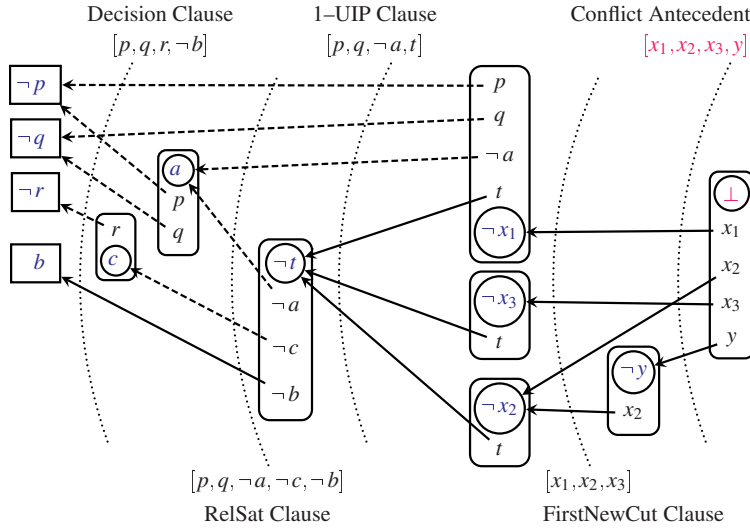 Decision Clause 1–UIP Clause Conflict Antecedent
[p,q,r,¬b] [p,q,¬a,t] [x₁,x₂,x₃,y]
¬p
¬q
¬r
b
r
c
a
p
q
¬t
¬a
¬c
¬b
p
q
¬a
t
¬x₁
¬x₃
t
¬x₂
t
¬y
x₂
⊥
x₁
x₂
x₃
y
[p,q,¬a,¬c,¬b] [x₁,x₂,x₃]
RelSat Clause FirstNewCut Clause